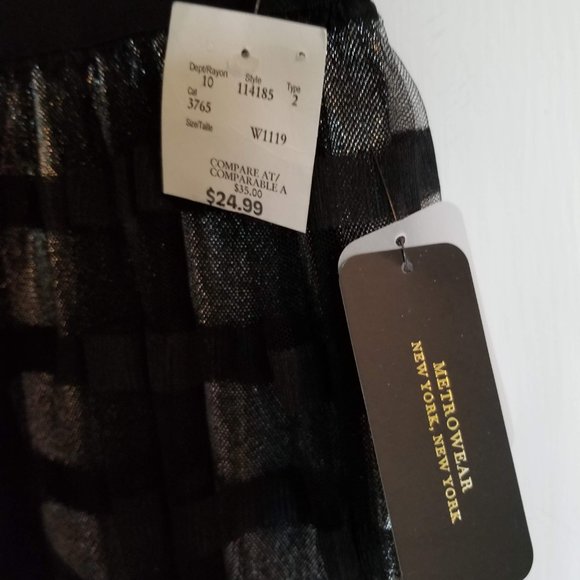 Dept/Rayon Style Type
10 114185 2
Cat
3765
Size/Taille W1119
COMPARE AT/
COMPARABLE A
$35.00
$24.99
METROWEAR
NEW YORK, NEW YORK